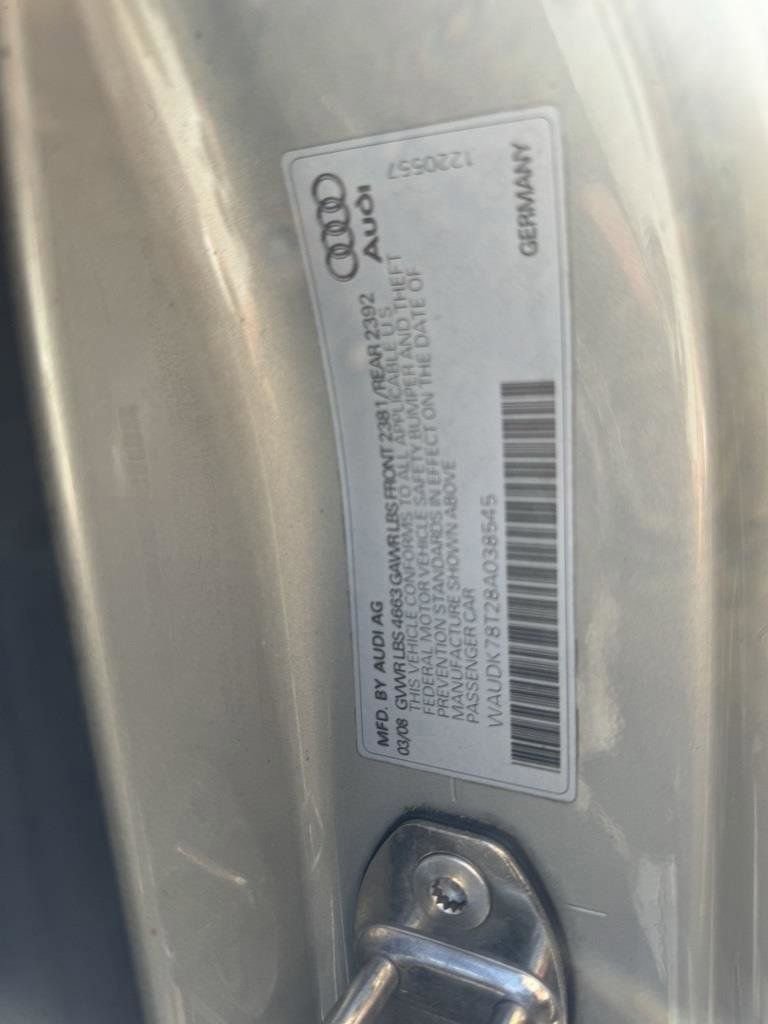 Audi
1220557
MFD. BY AUDI AG
03/08 GVWR LBS 4663 GAWR LBS FRONT 2381/REAR 2392
THIS VEHICLE CONFORMS TO ALL APPLICABLE U.S.
FEDERAL MOTOR VEHICLE SAFETY BUMPER AND THEFT
PREVENTION STANDARDS IN EFFECT ON THE DATE OF
MANUFACTURE SHOWN ABOVE
PASSENGER CAR
WAUDK78T28A038545
GERMANY